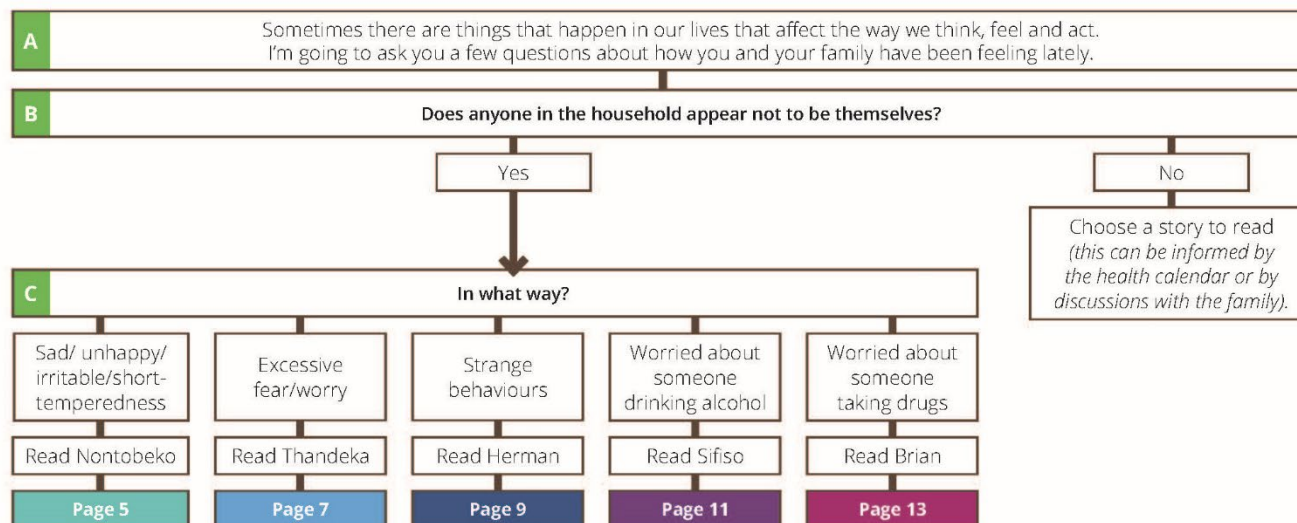 A
Sometimes there are things that happen in our lives that affect the way we think, feel and act.
I'm going to ask you a few questions about how you and your family have been feeling lately.
B
Does anyone in the household appear not to be themselves?
Yes
No
Choose a story to read
(this can be informed by
the health calendar or by
discussions with the family).
C
In what way?
Sad/ unhappy/
irritable/short-
temperedness
Excessive
fear/worry
Strange
behaviours
Worried about
someone
drinking alcohol
Worried about
someone
taking drugs
Read Nontobeko
Read Thandeka
Read Herman
Read Sifiso
Read Brian
Page 5
Page 7
Page 9
Page 11
Page 13